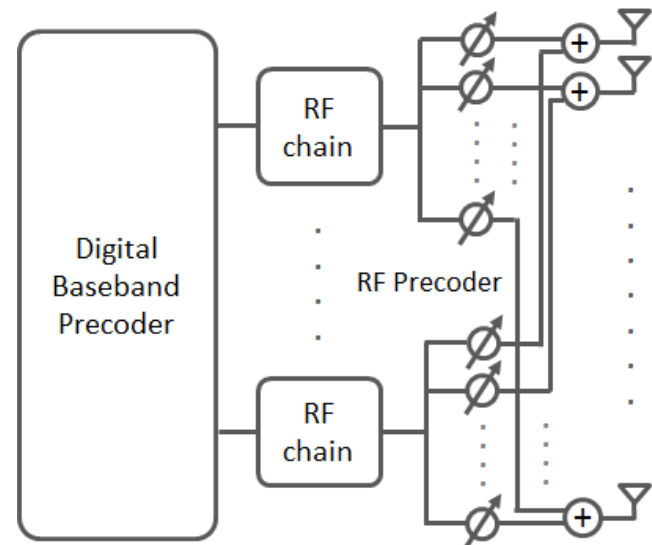 RF
chain
Digital
Baseband
Precoder
RF Precoder
RF
chain
+
+
+